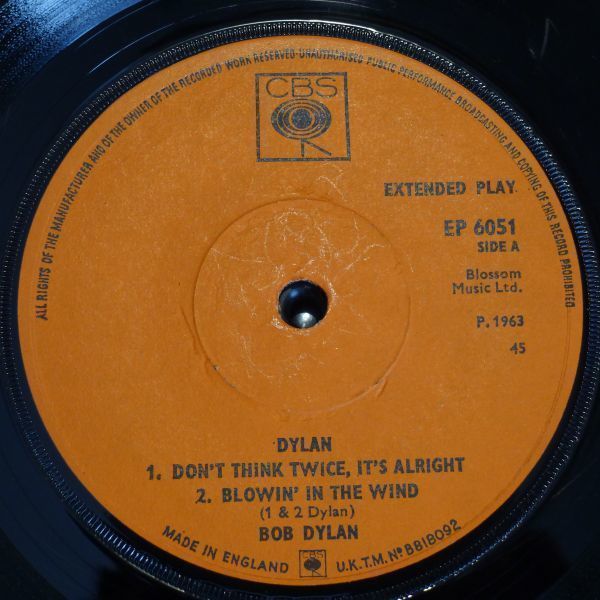 ALL RIGHTS OF THE MANUFACTURER AND OF THE OWNER OF THE RECORDED WORK RESERVED UNAUTHORISED PUBLIC PERFORMANCE BROADCASTING AND COPYING OF THIS RECORD PROHIBITED
CBS
EXTENDED PLAY
EP 6051
SIDE A
Blossom
Music Ltd.
P. 1963
45
DYLAN
1. DON'T THINK TWICE, IT'S ALRIGHT
2. BLOWIN' IN THE WIND
(1 & 2 Dylan)
BOB DYLAN
MADE IN ENGLAND CBS U.K.T.M. Nº B818092